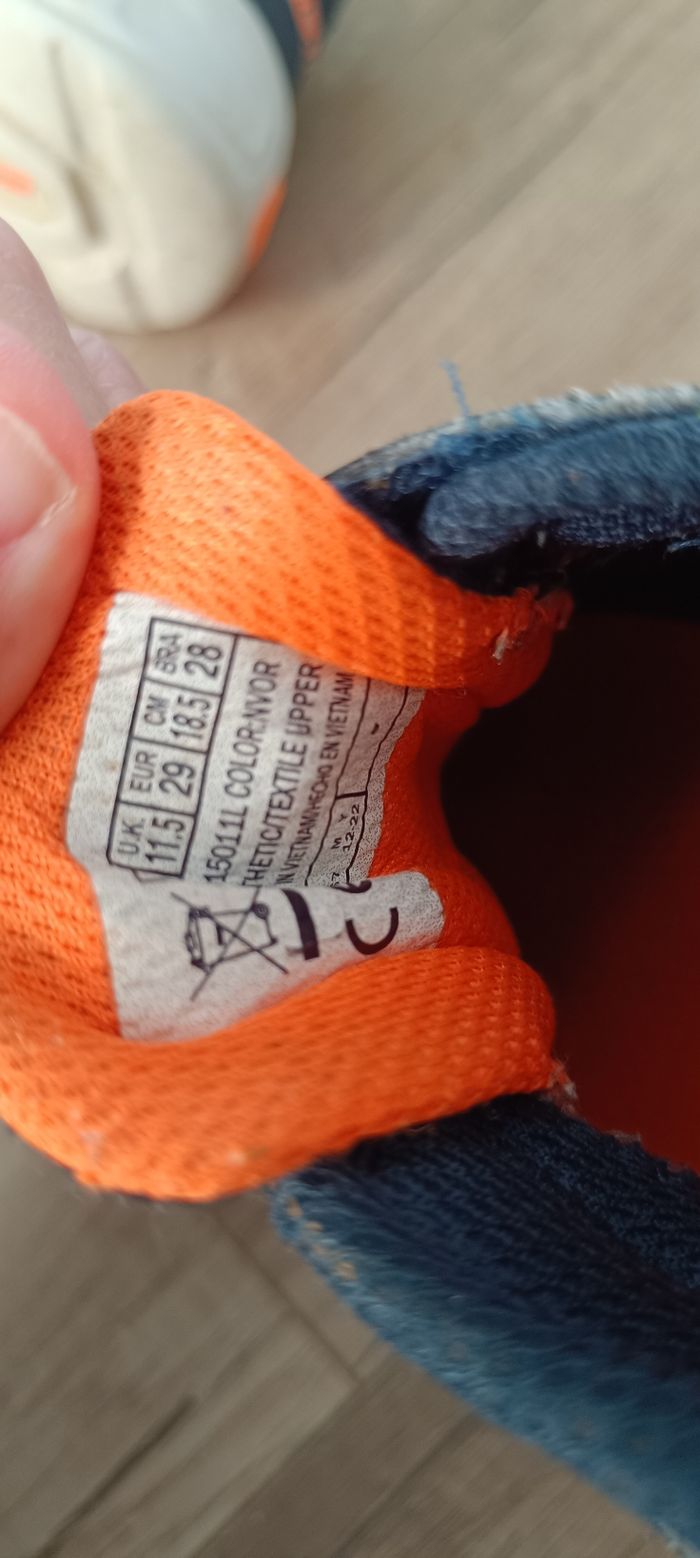 U.K. EUR CM BRA
11.5 29 18.5 28
15011L COLOR:NVOR
THETIC/TEXTILE UPPER
IN VIETNAM/HECHO EN VIETNAM
M Y
12.22